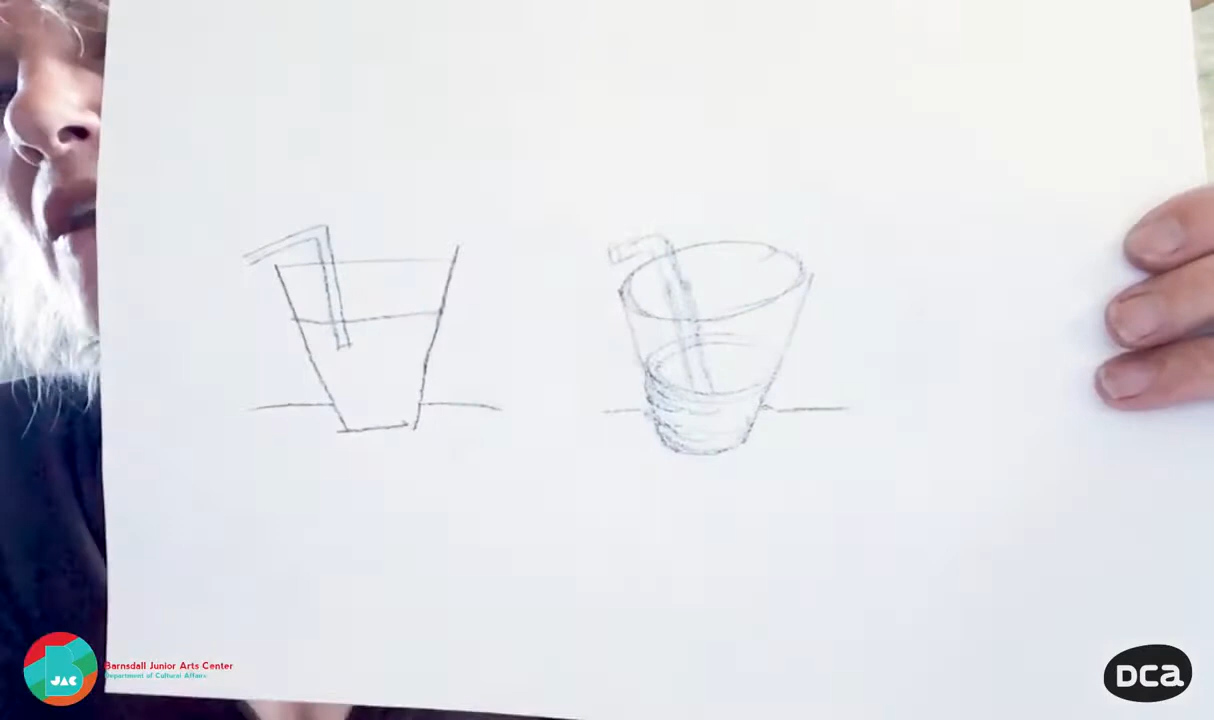 B
JAC
Barnsdall Junior Arts Center
Department of Cultural Affairs
DCa